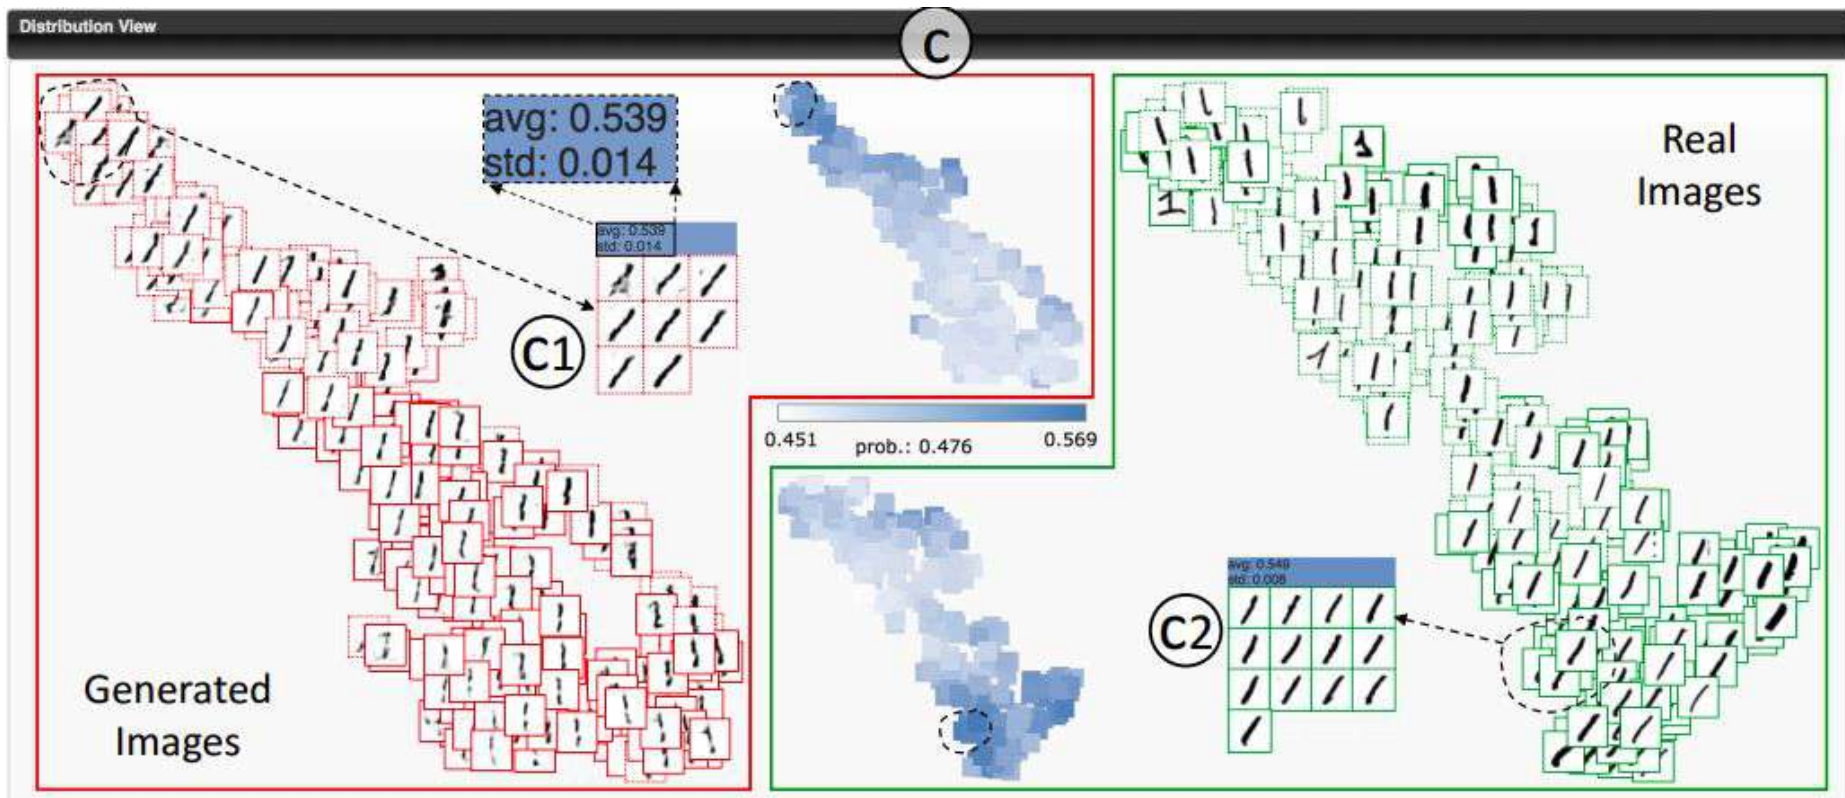 Distribution View
C
avg: 0.539
std: 0.014
avg: 0.539
std: 0.014
C1
Generated
Images
0.451
prob.: 0.476
0.569
Real
Images
avg: 0.549
std: 0.008
C2